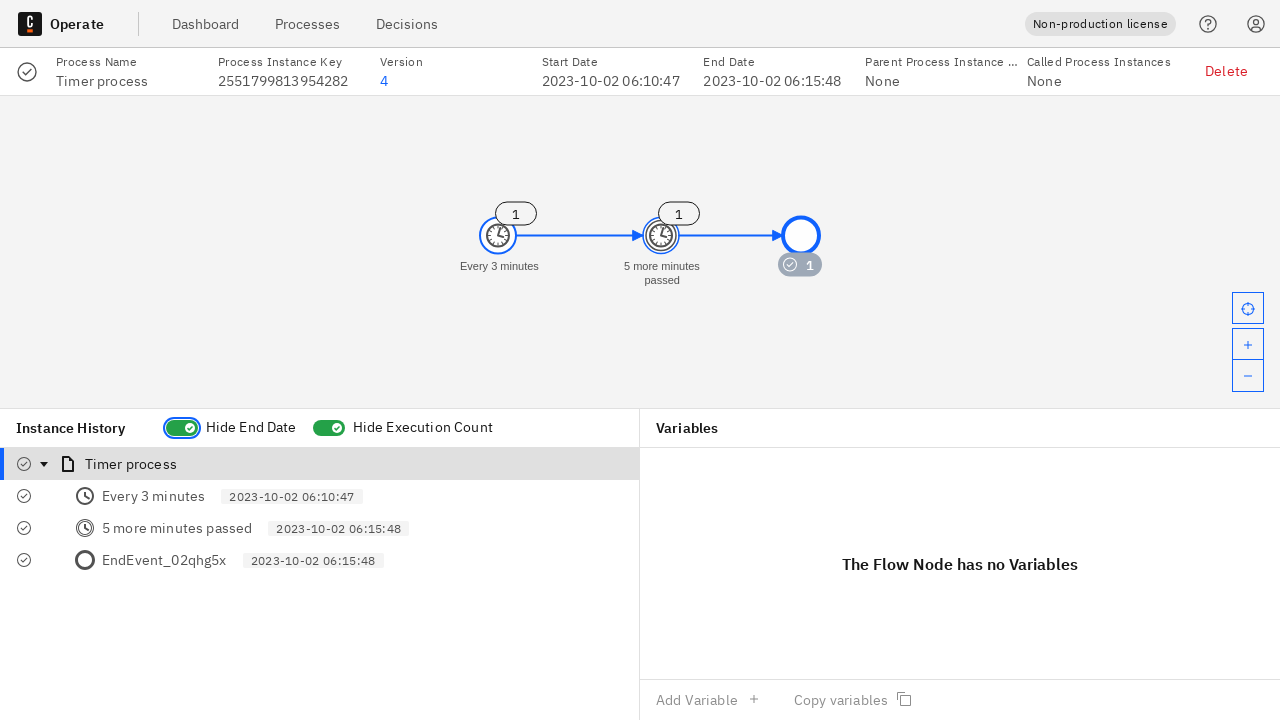 Operate
Dashboard
Processes
Decisions
Non-production license
Process Name
Timer process
Process Instance Key
2551799813954282
Version
4
Start Date
2023-10-02 06:10:47
End Date
2023-10-02 06:15:48
Parent Process Instance ...
None
Called Process Instances
None
Delete
1
1
Every 3 minutes
5 more minutes
passed
1
Instance History
Hide End Date
Hide Execution Count
Variables
Timer process
Every 3 minutes 2023-10-02 06:10:47
5 more minutes passed 2023-10-02 06:15:48
EndEvent_02qhg5x 2023-10-02 06:15:48
The Flow Node has no Variables
Add Variable
Copy variables